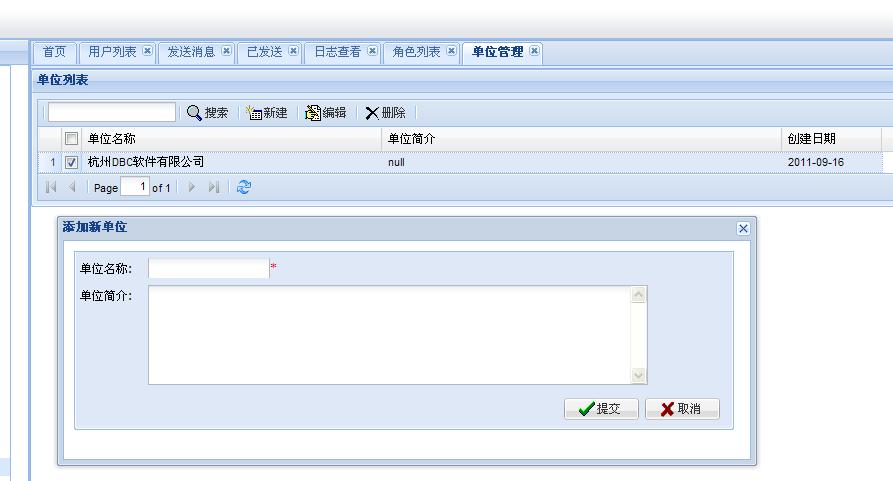 首页 用户列表 发送消息 已发送 日志查看 角色列表 单位管理
单位列表
搜索 新建 编辑 删除
单位名称 单位简介 创建日期
1 杭州DBC软件有限公司 null 2011-09-16
Page 1 of 1
添加新单位
单位名称: *
单位简介:
提交 取消